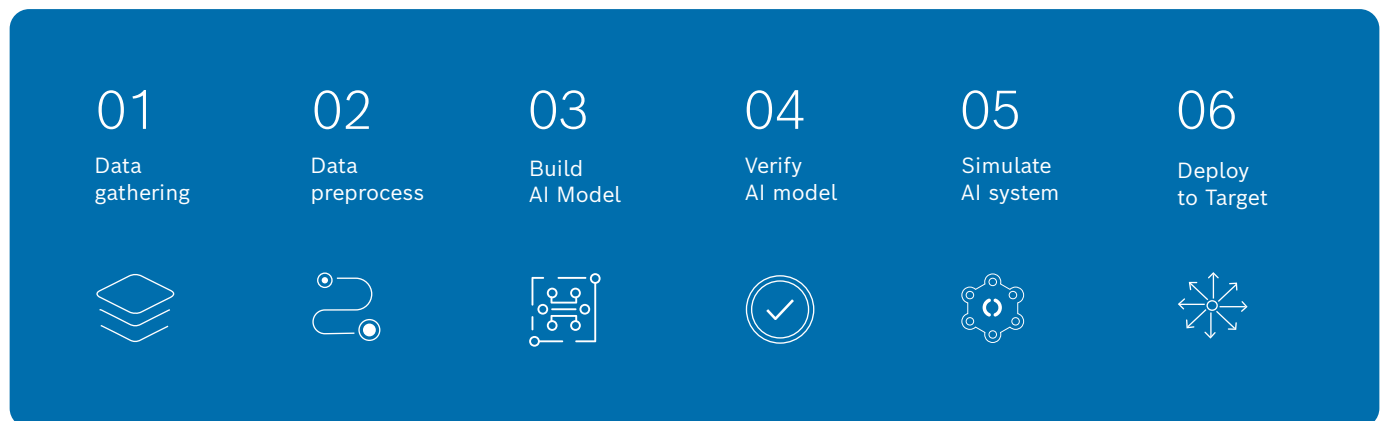 01
Data
gathering
02
Data
preprocess
03
Build
AI Model
04
Verify
AI model
05
Simulate
AI system
06
Deploy
to Target